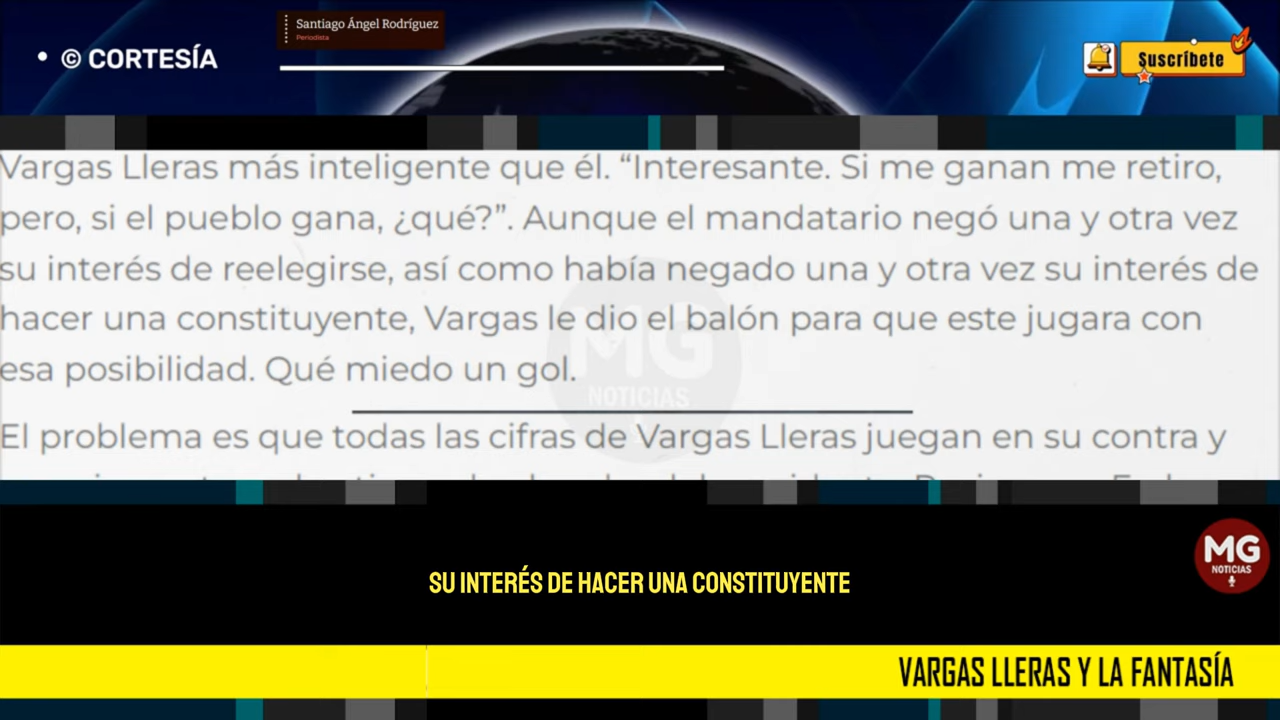 Santiago Ángel Rodríguez
Periodista
• © CORTESÍA
Suscríbete
Vargas Lleras más inteligente que él. “Interesante. Si me ganan me retiro,
pero, si el pueblo gana, ¿qué?”. Aunque el mandatario negó una y otra vez
su interés de reelegirse, así como había negado una y otra vez su interés de
hacer una constituyente, Vargas le dio el balón para que este jugara con
esa posibilidad. Qué miedo un gol.
MG
NOTICIAS
El problema es que todas las cifras de Vargas Lleras juegan en su contra y
MG
NOTICIAS
SU INTERÉS DE HACER UNA CONSTITUYENTE
VARGAS LLERAS Y LA FANTASÍA